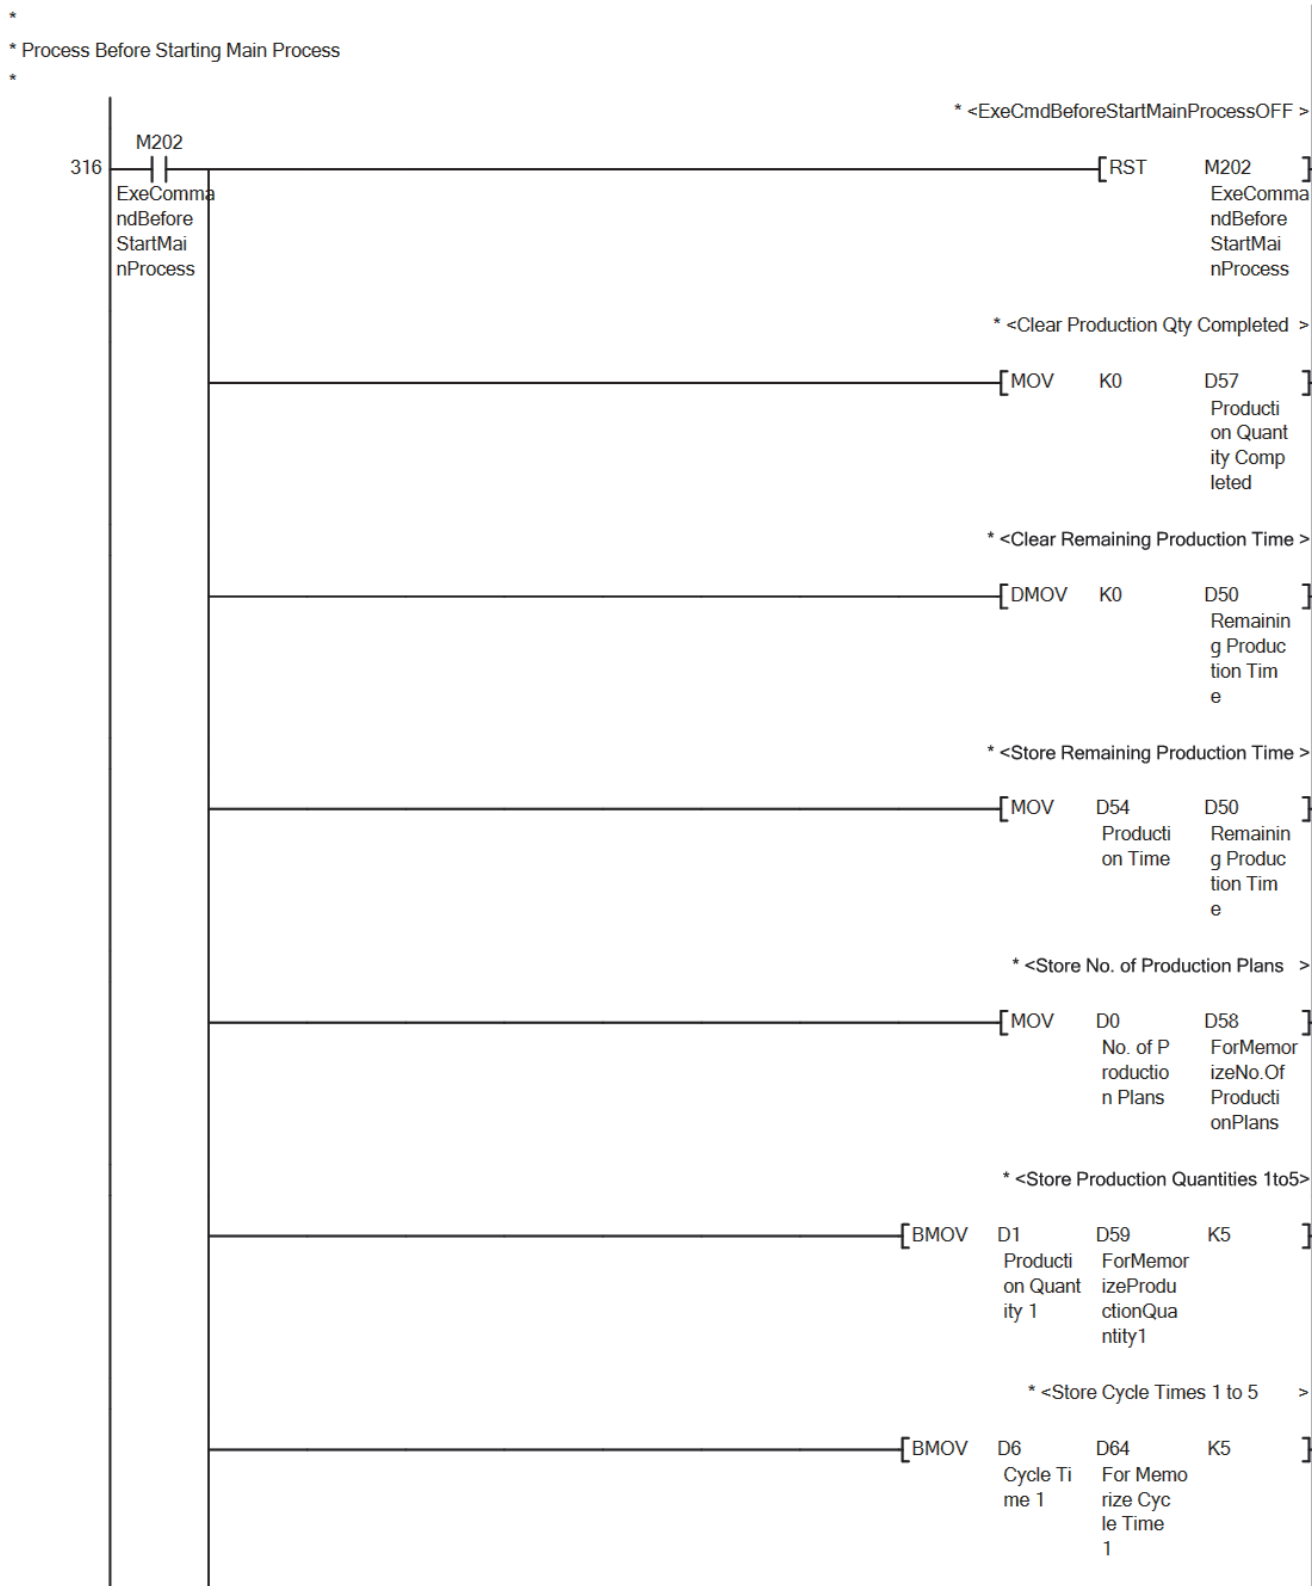 *
* Process Before Starting Main Process
*
* <ExeCmdBeforeStartMainProcessOFF >
M202
316
[RST M202 ]
ExeComma
ndBefore
StartMai
nProcess
ExeComma
ndBefore
StartMai
nProcess
* <Clear Production Qty Completed >
[MOV K0 D57 ]
Producti
on Quant
ity Comp
leted
* <Clear Remaining Production Time >
[DMOV K0 D50 ]
Remainin
g Produc
tion Tim
e
* <Store Remaining Production Time >
[MOV D54 D50 ]
Producti
on Time
Remainin
g Produc
tion Tim
e
* <Store No. of Production Plans >
[MOV D0 D58 ]
No. of P
roductio
n Plans
ForMemor
izeNo.Of
Producti
onPlans
* <Store Production Quantities 1to5>
[BMOV D1 D59 K5 ]
Producti
on Quant
ity 1
ForMemor
izeProdu
ctionQua
ntity1
* <Store Cycle Times 1 to 5 >
[BMOV D6 D64 K5 ]
Cycle Ti
me 1
For Memo
rize Cyc
le Time
1